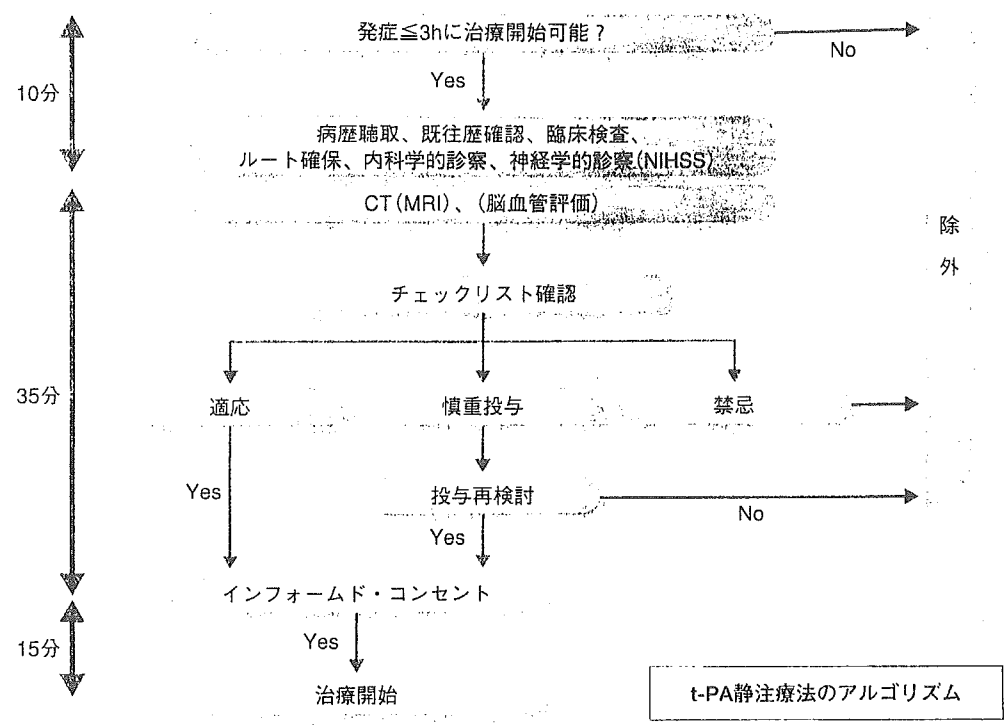 発症≦3hに治療開始可能?
No
Yes
10分
病歴聴取、既往歴確認、臨床検査、
ルート確保、内科学的診察、神経学的診察(NIHSS)
CT(MRI)、(脳血管評価)
除外
チェックリスト確認
35分
適応
慎重投与
禁忌
Yes
投与再検討
No
Yes
インフォームド・コンセント
15分
Yes
治療開始
t-PA静注療法のアルゴリズム